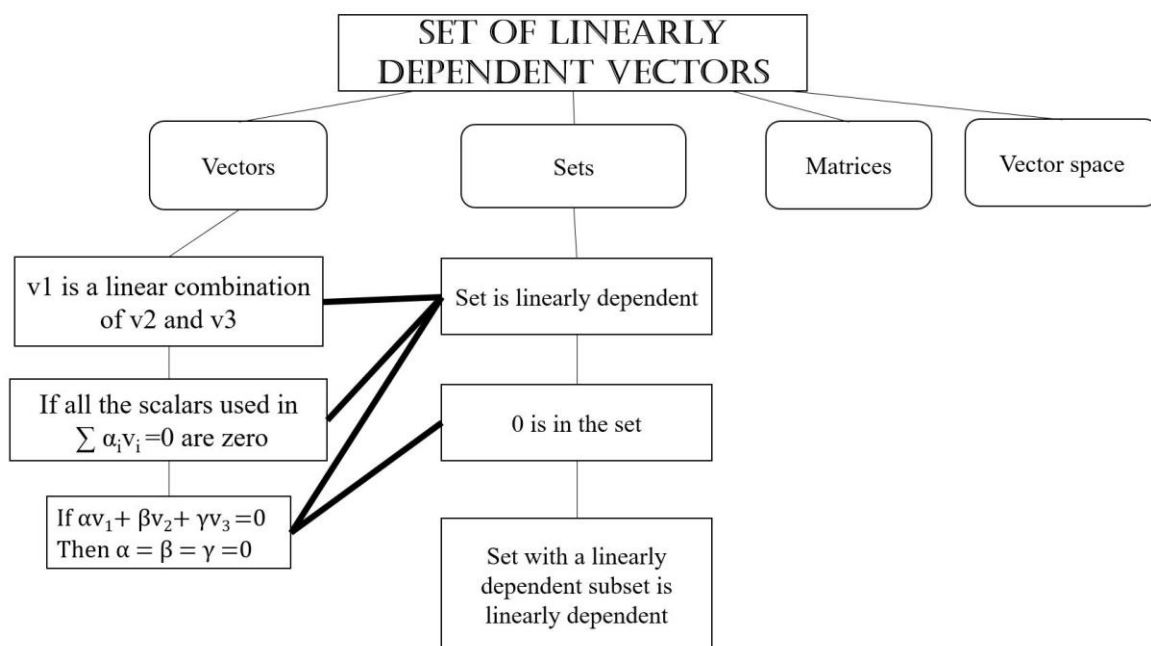 SET OF LINEARLY
DEPENDENT VECTORS
Vectors
Sets
Matrices
Vector space
v1 is a linear combination
of v2 and v3
Set is linearly dependent
If all the scalars used in
∑ αᵢvᵢ =0 are zero
0 is in the set
If αv₁+ βv₂+ γv₃ =0
Then α = β = γ =0
Set with a linearly
dependent subset is
linearly dependent